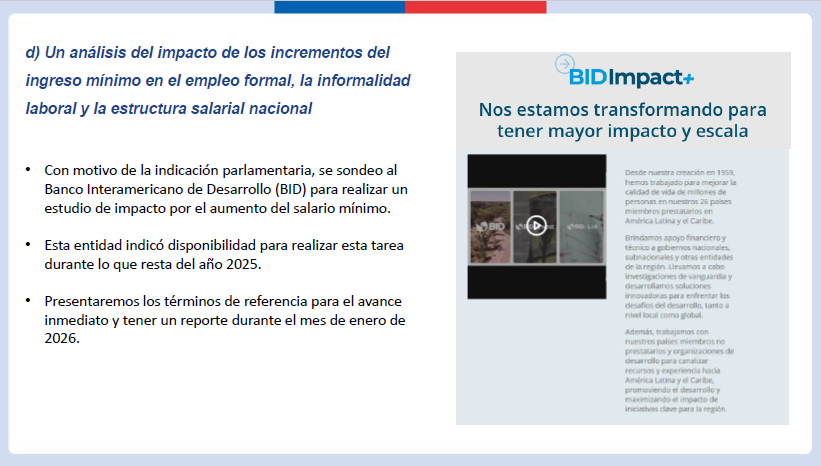 d) Un análisis del impacto de los incrementos del
ingreso mínimo en el empleo formal, la informalidad
laboral y la estructura salarial nacional
• Con motivo de la indicación parlamentaria, se sondeo al
Banco Interamericano de Desarrollo (BID) para realizar un
estudio de impacto por el aumento del salario mínimo.
• Esta entidad indicó disponibilidad para realizar esta tarea
durante lo que resta del año 2025.
• Presentaremos los términos de referencia para el avance
inmediato y tener un reporte durante el mes de enero de
2026.
BIDImpact+
Nos estamos transformando para
tener mayor impacto y escala
BID
BID
BID LAB
Desde nuestra creación en 1959,
hemos trabajado para mejorar la
calidad de vida de millones de
personas en nuestros 26 países
miembros prestatarios en
América Latina y el Caribe.
Brindamos apoyo financiero y
técnico a gobiernos nacionales,
subnacionales y otras entidades
de la región. Llevamos a cabo
investigaciones de vanguardia y
desarrollamos soluciones
innovadoras para enfrentar los
desafíos del desarrollo, tanto a
nivel local como global.
Además, trabajamos con
nuestros países miembros no
prestatarios y organizaciones de
desarrollo para canalizar
recursos y experiencia hacia
América Latina y el Caribe,
promoviendo el desarrollo y
maximizando el impacto de
iniciativas clave para la región.